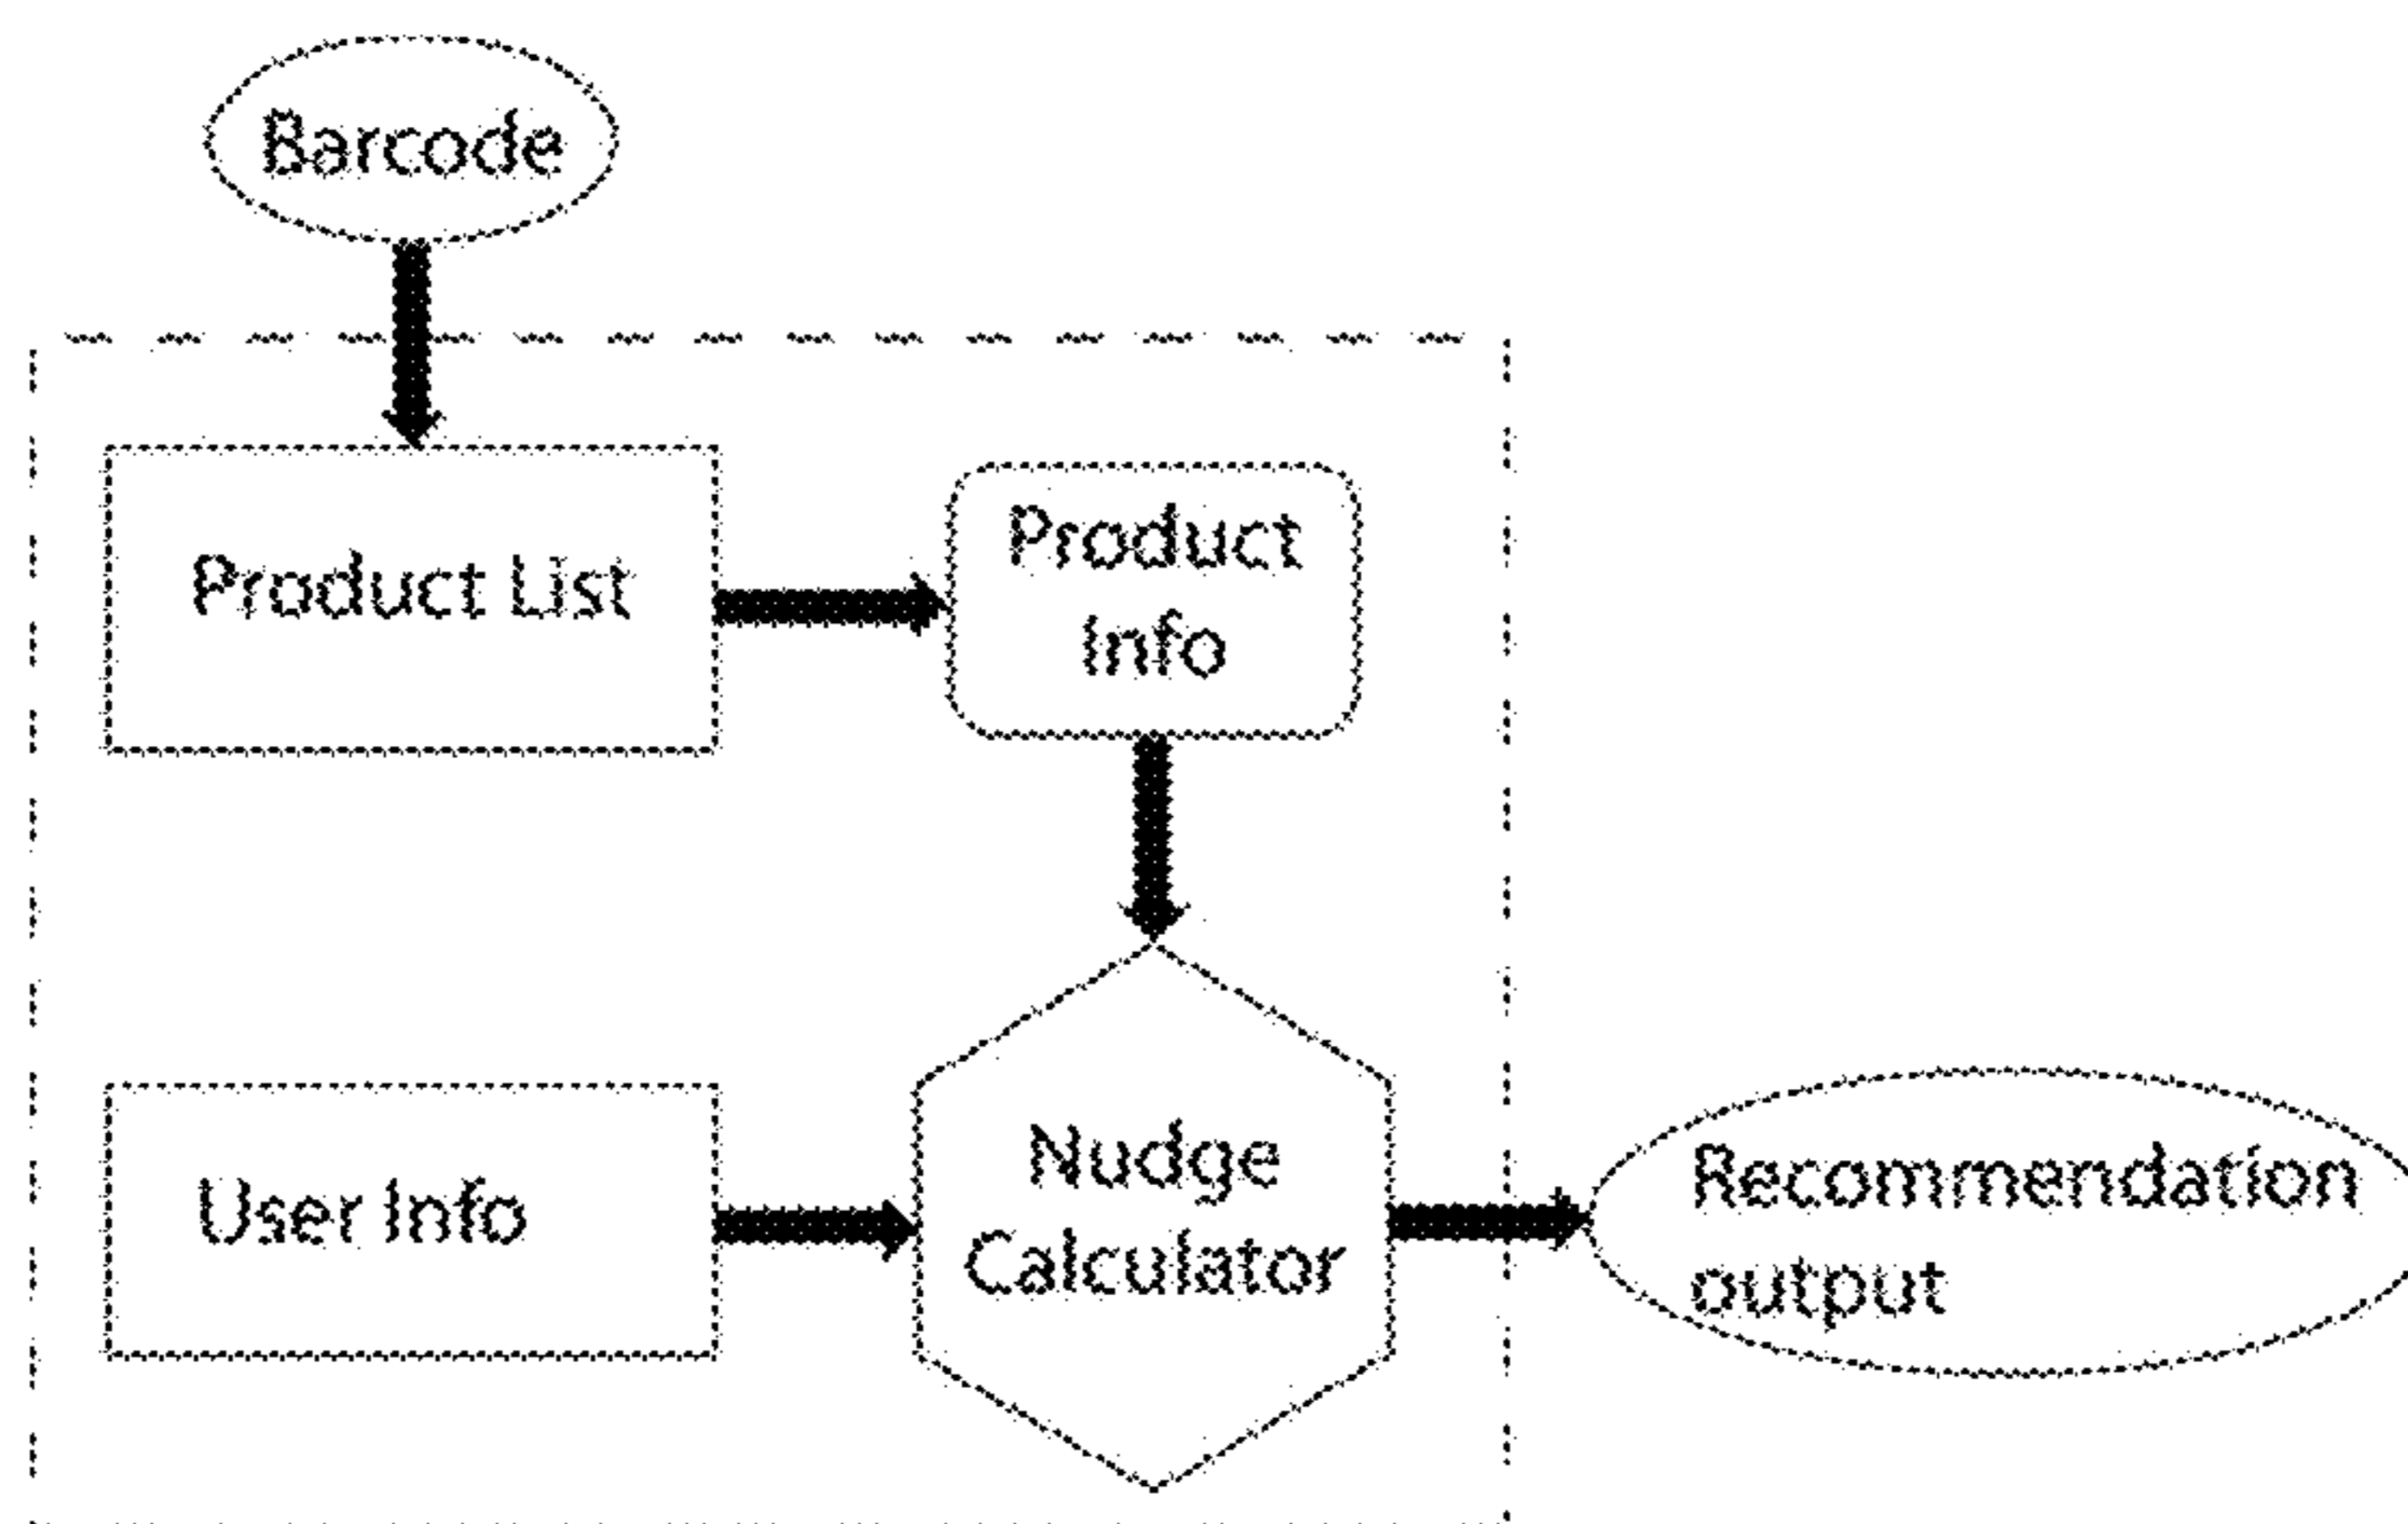 Barcode
Product List
Product
Info
User Info
Nudge
Calculator
Recommendation
output